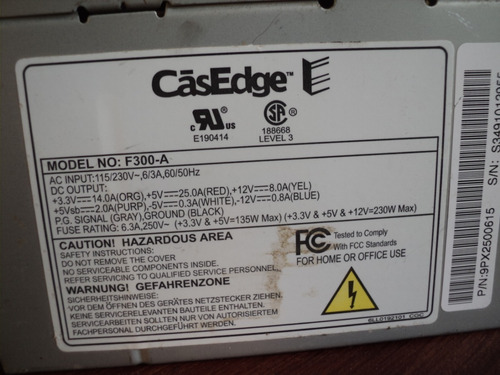 CāsEdge™
c UL us
E190414
SA
188668
LEVEL 3
MODEL NO: F300-A
AC INPUT:115/230V~,6/3A,60/50Hz
DC OUTPUT:
+3.3V⎓14.0A(ORG),+5V⎓25.0A(RED),+12V⎓8.0A(YEL)
+5Vsb⎓2.0A(PURP),-5V⎓0.3A(WHITE),-12V⎓0.8A(BLUE)
P.G. SIGNAL (GRAY),GROUND (BLACK)
FUSE RATING: 6.3A,250V~ (+3.3V & +5V=135W Max) (+3.3V & +5V & +12V=230W Max)
CAUTION! HAZARDOUS AREA
SAFETY INSTRUCTIONS:
DO NOT REMOVE THE COVER
NO SERVICEABLE COMPONENTS INSIDE.
REFER SERVICING TO QUALIFIED SERVICE PERSONNEL.
WARNUNG! GEFAHRENZONE
SICHERHEITSHINWEISE:
VOR DEM ÖFFNEN DES GERÄTES NETZSTECKER ZIEHEN.
KEINE SERVICERELEVANTEN BAUTEILE ENTHALTEN.
SERVICEARBEITEN SOLLTEN NUR VON AUTORISIERTEM
FACHPERSONAL DURCHGEFÜHRT WERDEN.
FC Tested to Comply
With FCC Standards
FOR HOME OR OFFICE USE
P/N:9PX2500615 S/N: